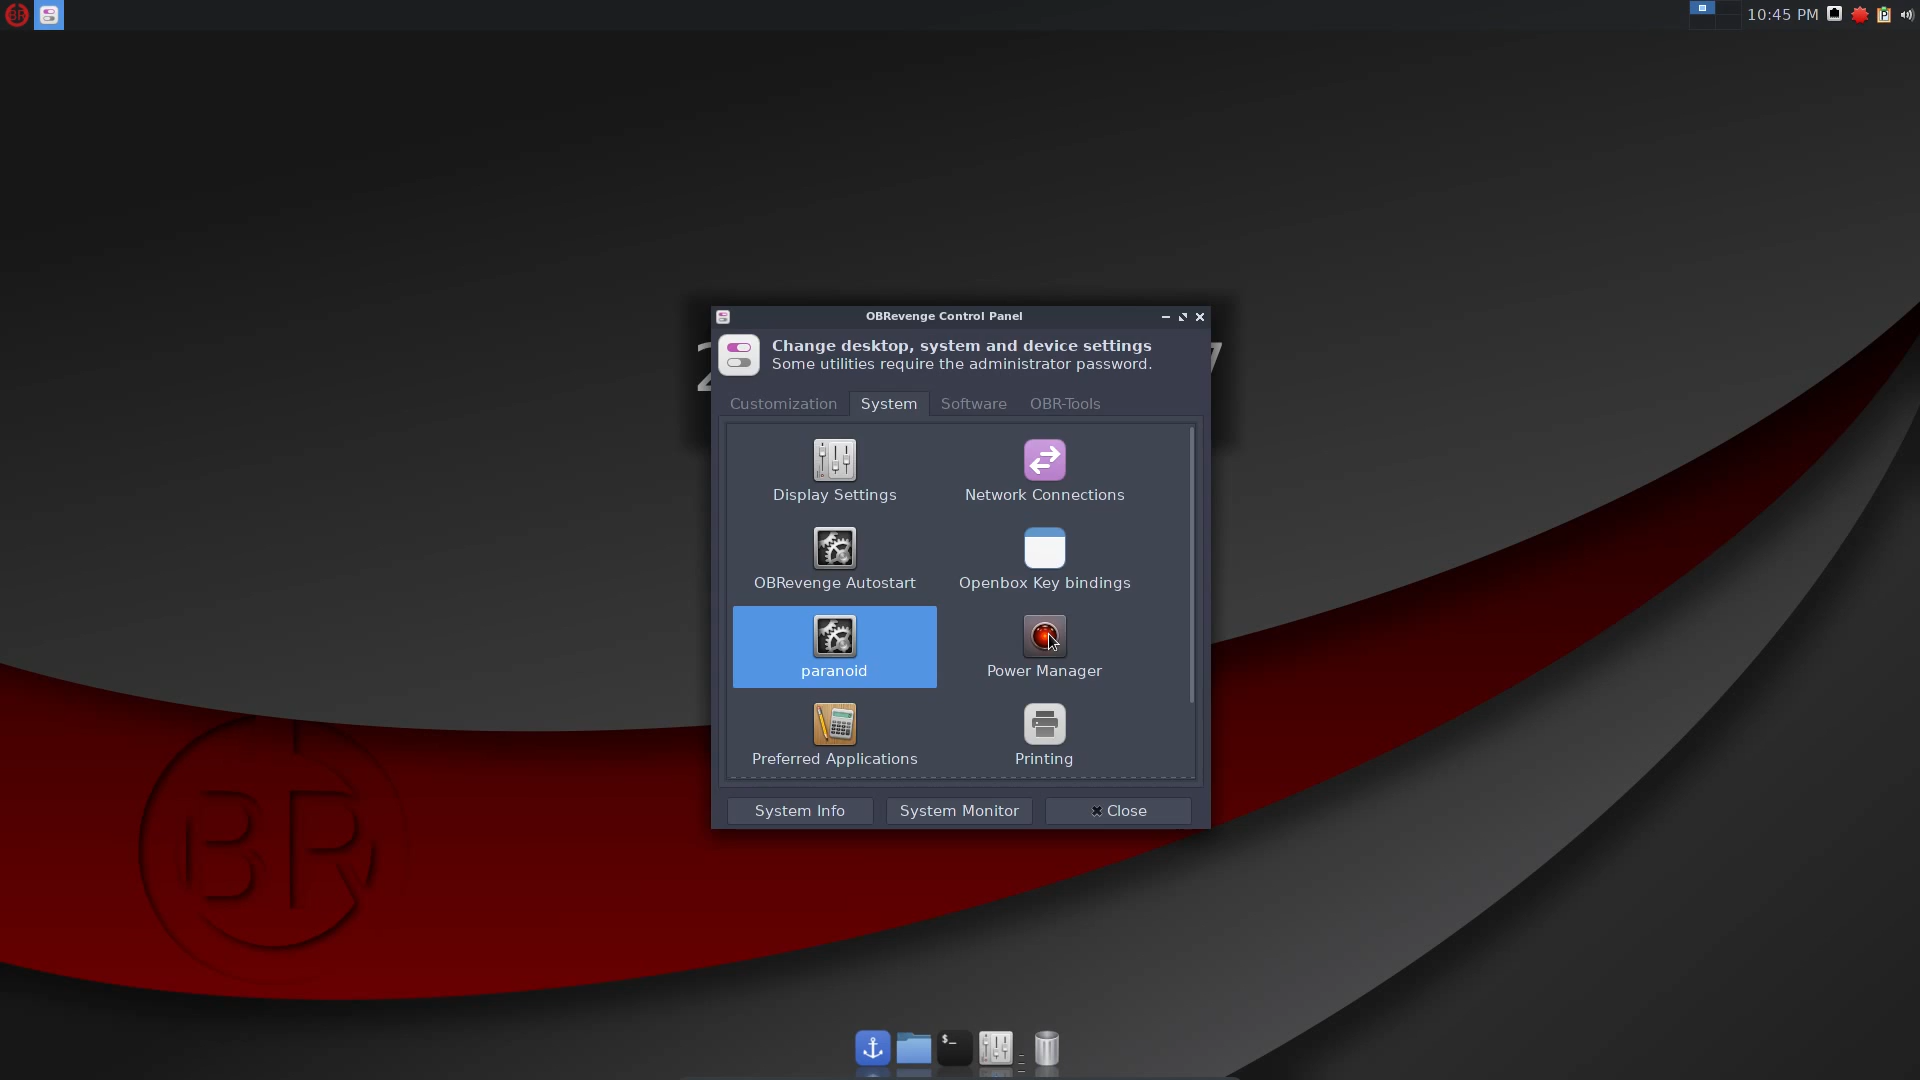 10:45 PM
OBRevenge Control Panel
Change desktop, system and device settings
Some utilities require the administrator password.
Customization
System
Software
OBR-Tools
Display Settings
Network Connections
OBRevenge Autostart
Openbox Key bindings
paranoid
Power Manager
Preferred Applications
Printing
System Info
System Monitor
Close
BR
$_